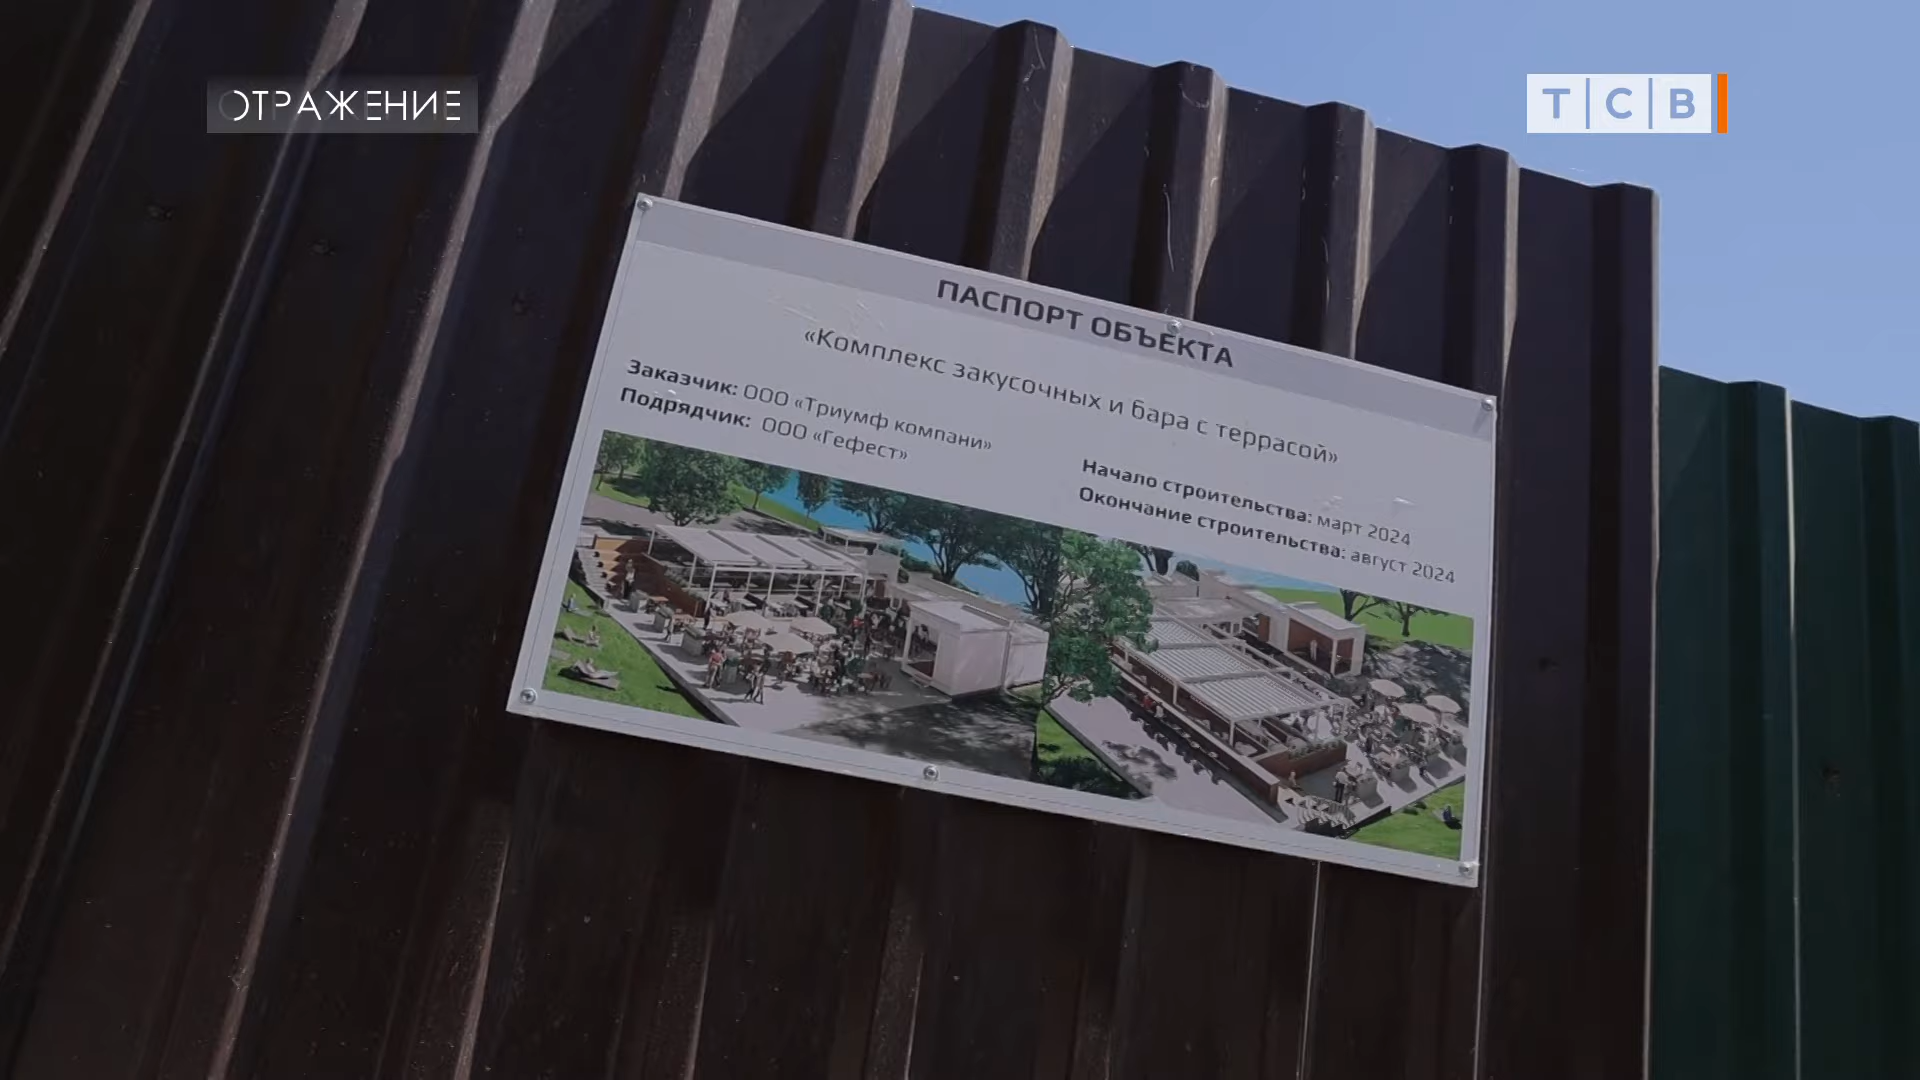 ОТРАЖЕНИЕ
ТСВ
ПАСПОРТ ОБЪЕКТА
«Комплекс закусочных и бара с террасой»
Заказчик: ООО «Триумф компани»
Подрядчик: ООО «Гефест»
Начало строительства: март 2024
Окончание строительства: август 2024